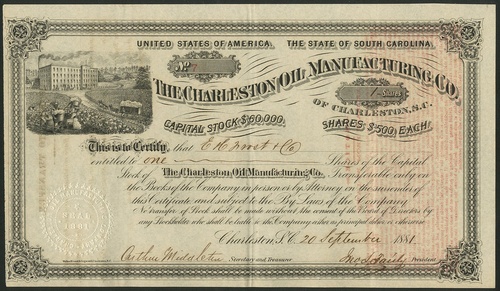 UNITED STATES OF AMERICA. THE STATE OF SOUTH CAROLINA.
No 7
1 Shares
THE CHARLESTON OIL MANUFACTURING CO.
OF CHARLESTON, S.C.
CAPITAL STOCK $60,000. SHARES $500, EACH.
This is to Certify, that & Co
entitled to one Shares of the Capital
Stock of The Charleston Oil Manufacturing Co. Transferable only on
the Books of the Company in person or by Attorney on the surrender of
this Certificate and subject to the By Laws of the Company
No transfer of Stock shall be made without the consent of the Board of Directors by
any Stockholder who shall be liable to the Company either as principal debtor or otherwise
Charleston, S.C. 20 September 1881.
Arthur Middleton Secretary and Treasurer President